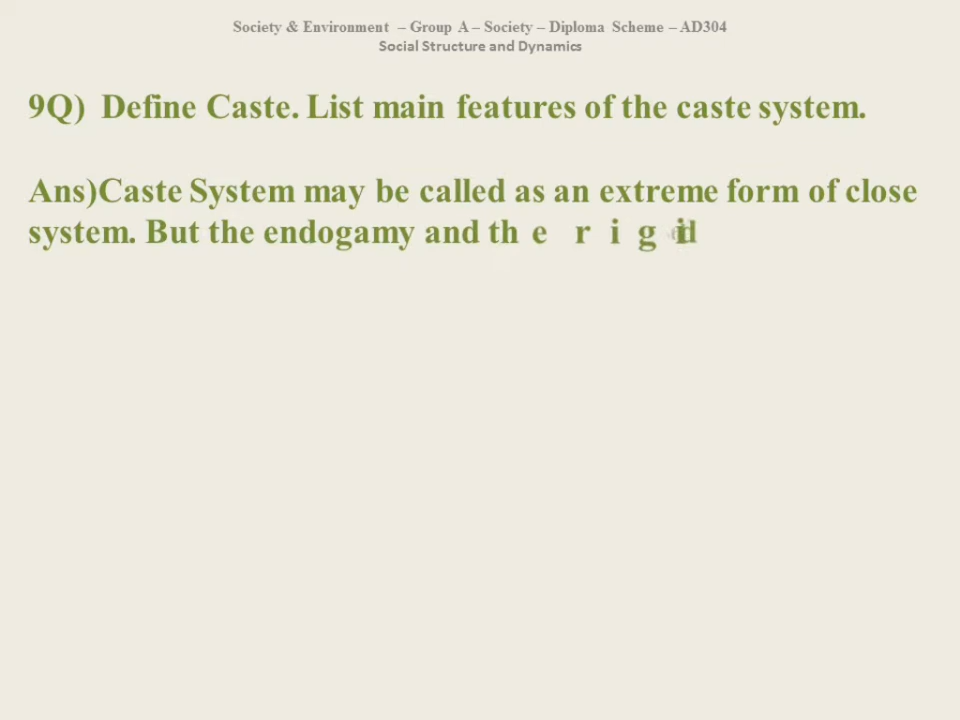 Society & Environment – Group A – Society – Diploma Scheme – AD304
Social Structure and Dynamics
9Q) Define Caste. List main features of the caste system.
Ans)Caste System may be called as an extreme form of close
system. But the endogamy and the rigid